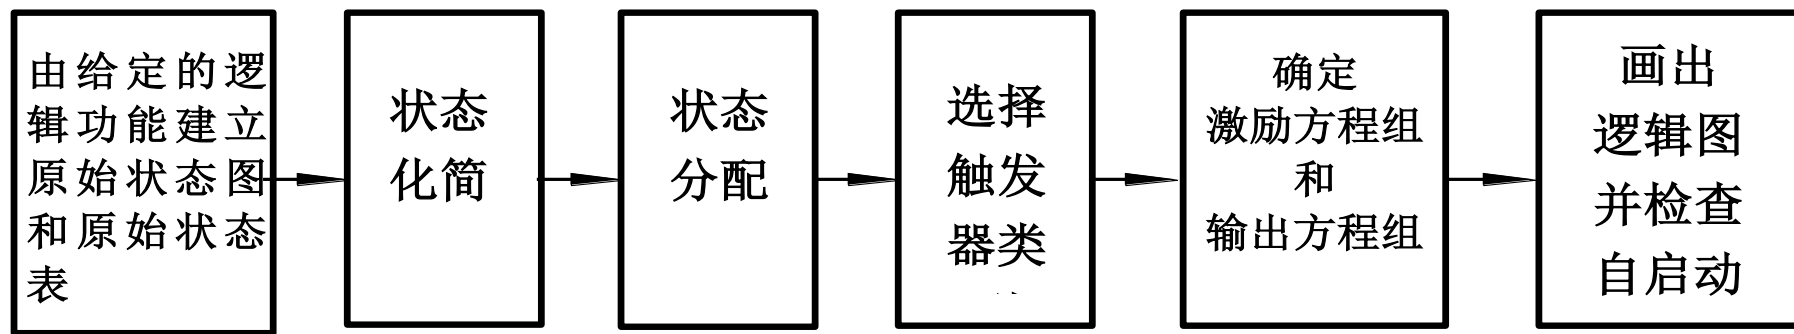 由给定的逻
辑功能建立
原始状态图
和原始状态
表
状态
化简
状态
分配
选择
触发
器类
确定
激励方程组
和
输出方程组
画出
逻辑图
并检查
自启动